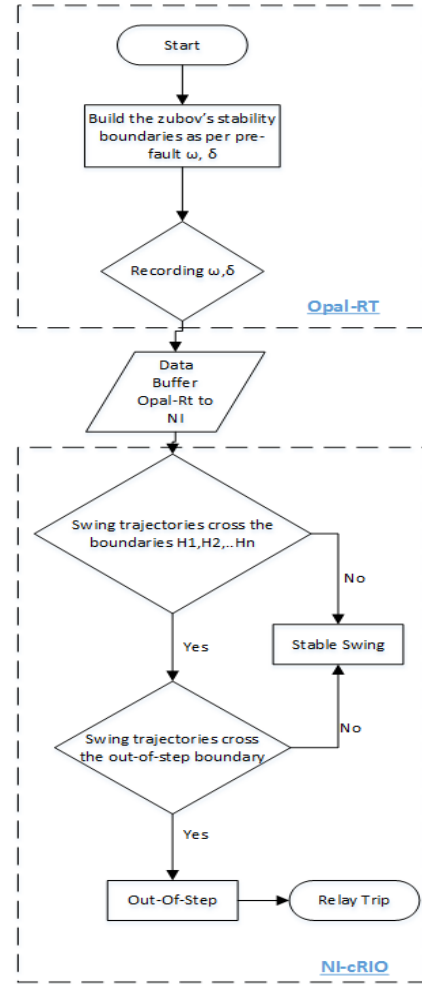 Start
Build the zubov's stability
boundaries as per pre-
fault ω, δ
Recording ω,δ
Opal-RT
Data
Buffer
Opal-Rt to
NI
Swing trajectories cross the
boundaries H1,H2,..Hn
No
Yes
Stable Swing
No
Swing trajectories cross
the out-of-step boundary
Yes
Out-Of-Step
Relay Trip
NI-cRIO